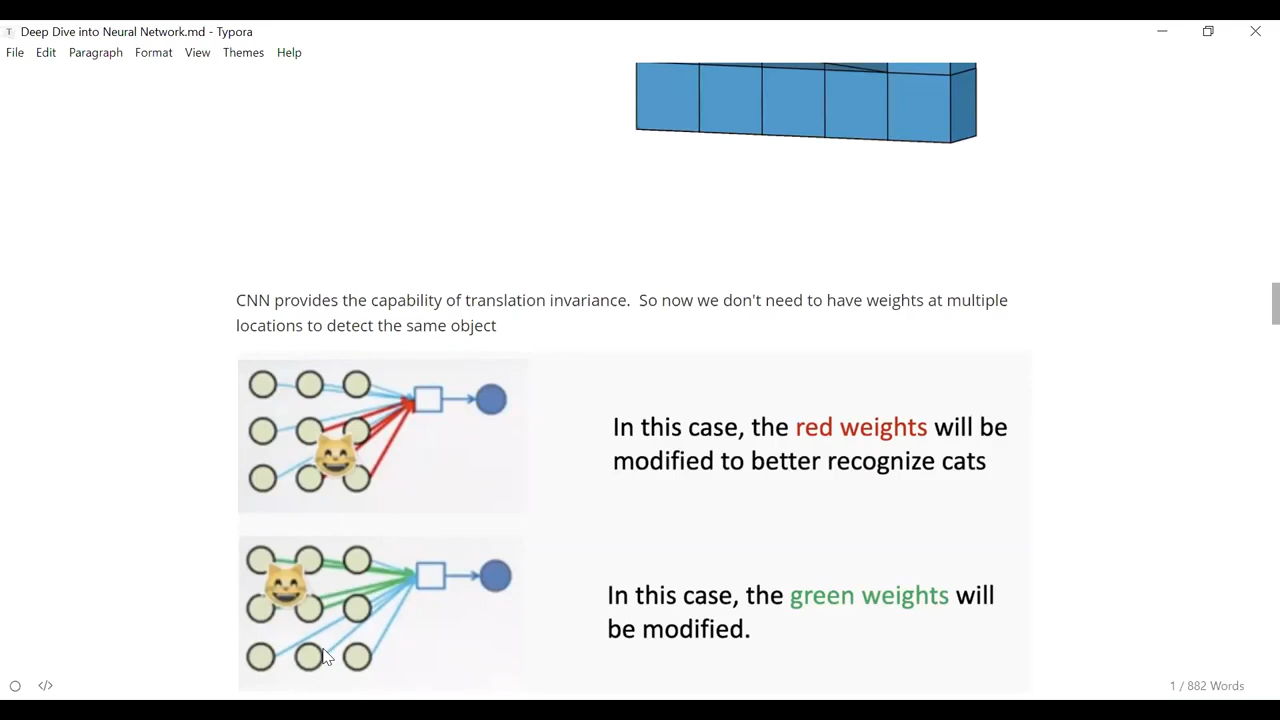 Deep Dive into Neural Network.md - Typora
File Edit Paragraph Format View Themes Help
CNN provides the capability of translation invariance.  So now we don't need to have weights at multiple
locations to detect the same object
In this case, the red weights will be
modified to better recognize cats
In this case, the green weights will
be modified.
1 / 882 Words